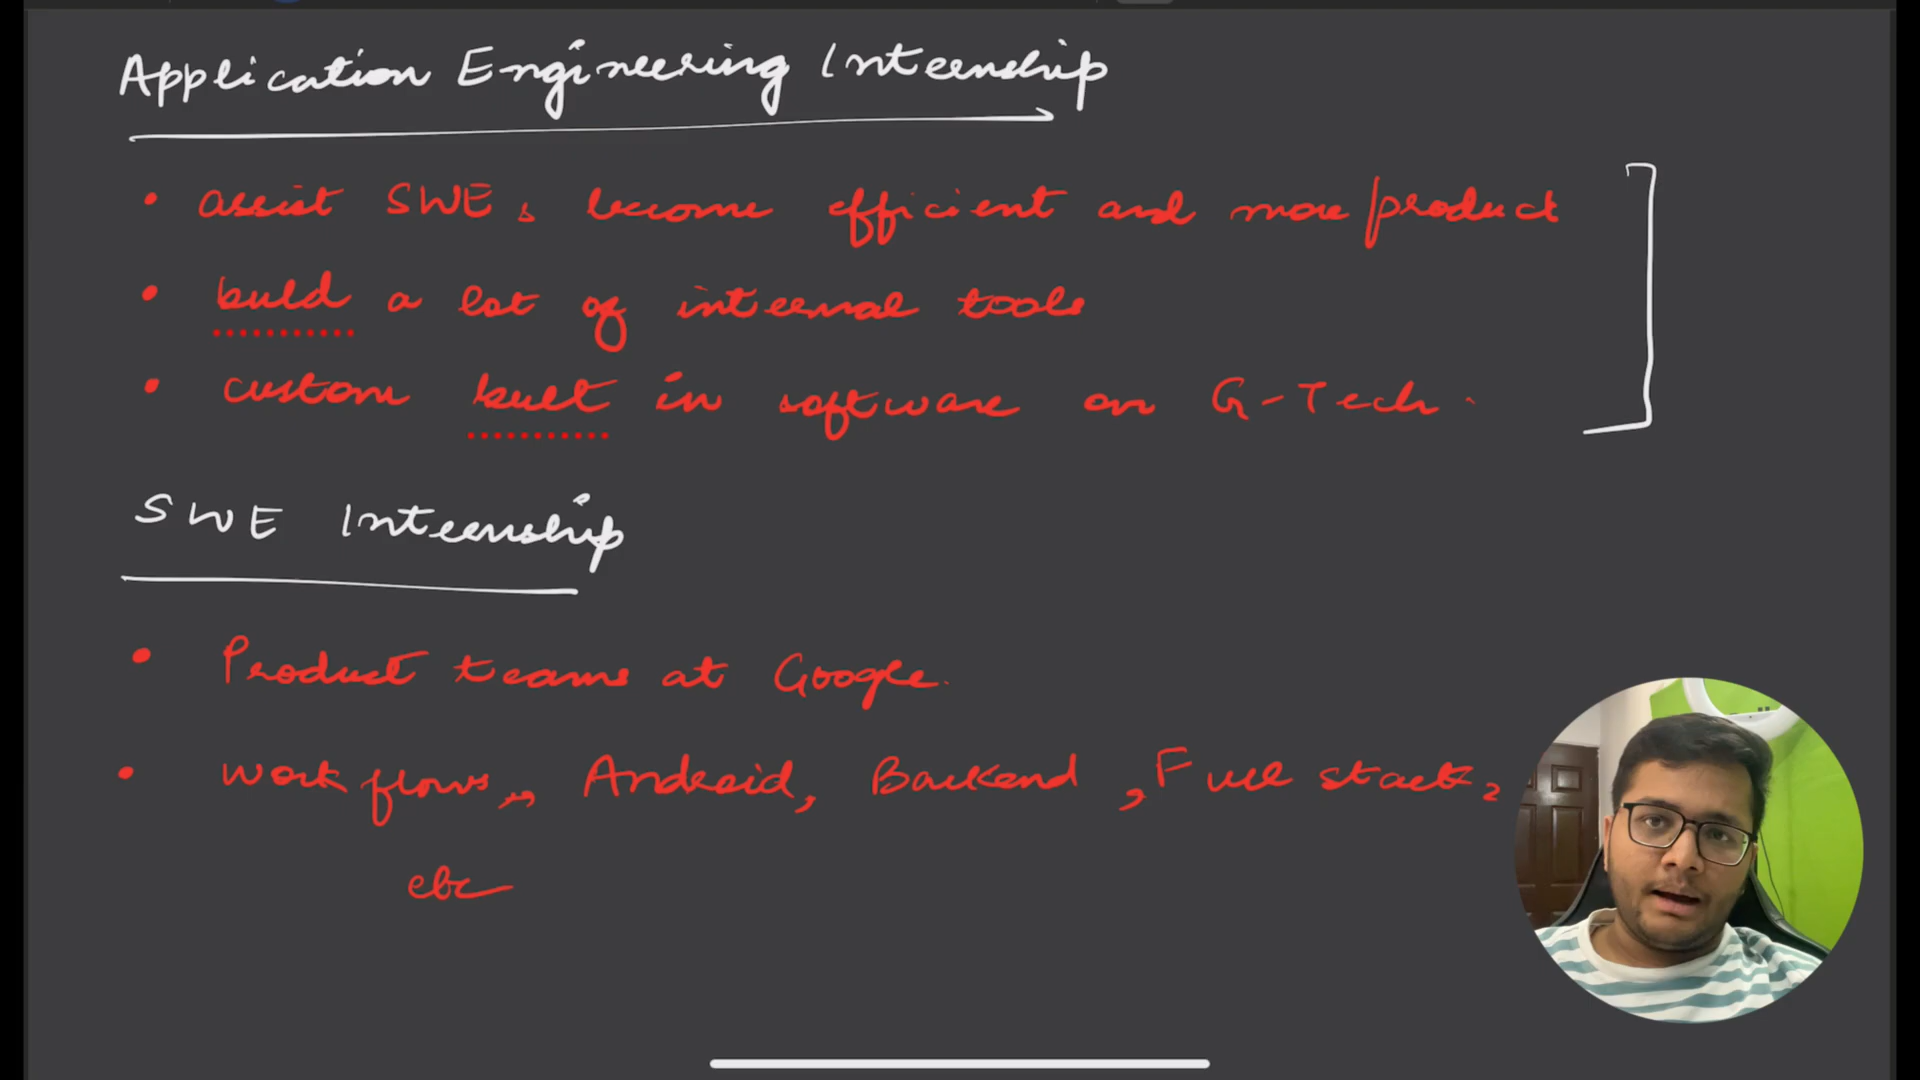 Application Engineering Internship
• assist SWEs become efficient and more product
• build a lot of internal tools
• custom built in software on G-Tech.
SWE Internship
• Product teams at Google.
• Workflows, Android, Backend, Full stack,
etc